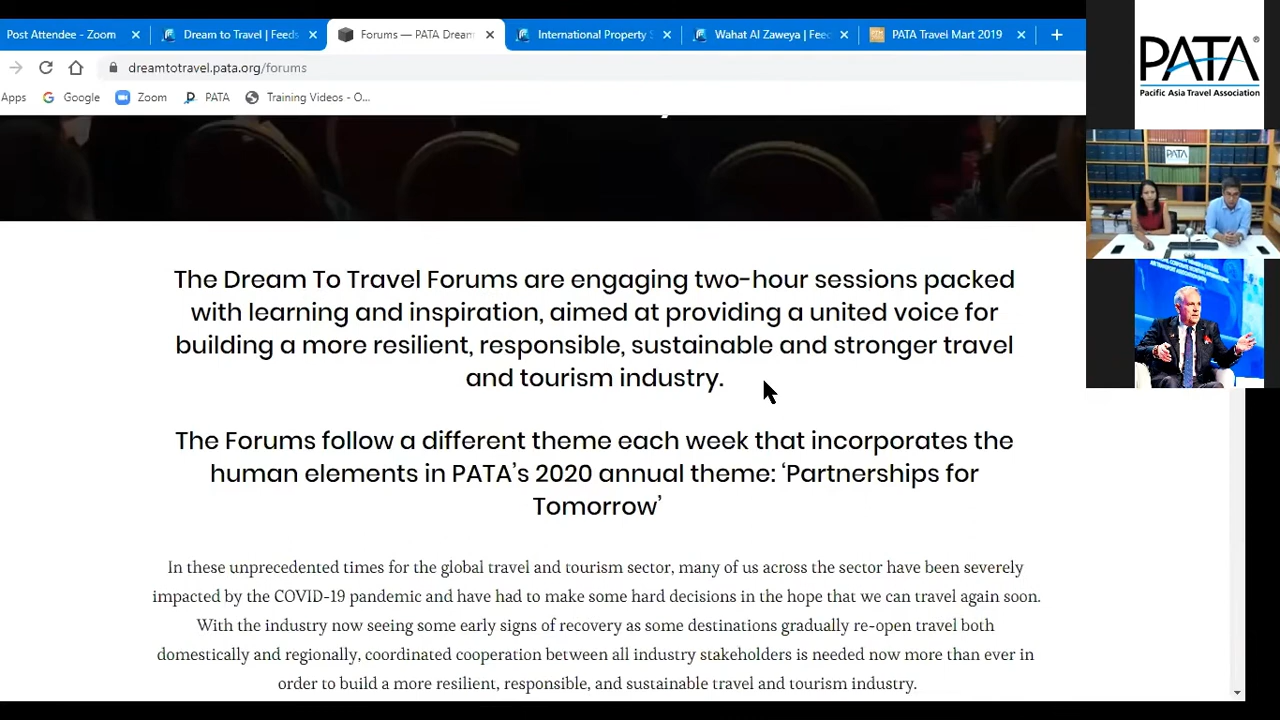 Post Attendee - Zoom
Dream to Travel | Feeds
Forums — PATA Dream
International Property S
Wahat Al Zaweya | Feed
PATA Travel Mart 2019
dreamtotravel.pata.org/forums
Apps
Google
Zoom
PATA
Training Videos - O...
PATA
Pacific Asia Travel Association
PATA
The Dream To Travel Forums are engaging two-hour sessions packed
with learning and inspiration, aimed at providing a united voice for
building a more resilient, responsible, sustainable and stronger travel
and tourism industry.
The Forums follow a different theme each week that incorporates the
human elements in PATA's 2020 annual theme: ‘Partnerships for
Tomorrow’
In these unprecedented times for the global travel and tourism sector, many of us across the sector have been severely
impacted by the COVID-19 pandemic and have had to make some hard decisions in the hope that we can travel again soon.
With the industry now seeing some early signs of recovery as some destinations gradually re-open travel both
domestically and regionally, coordinated cooperation between all industry stakeholders is needed now more than ever in
order to build a more resilient, responsible, and sustainable travel and tourism industry.